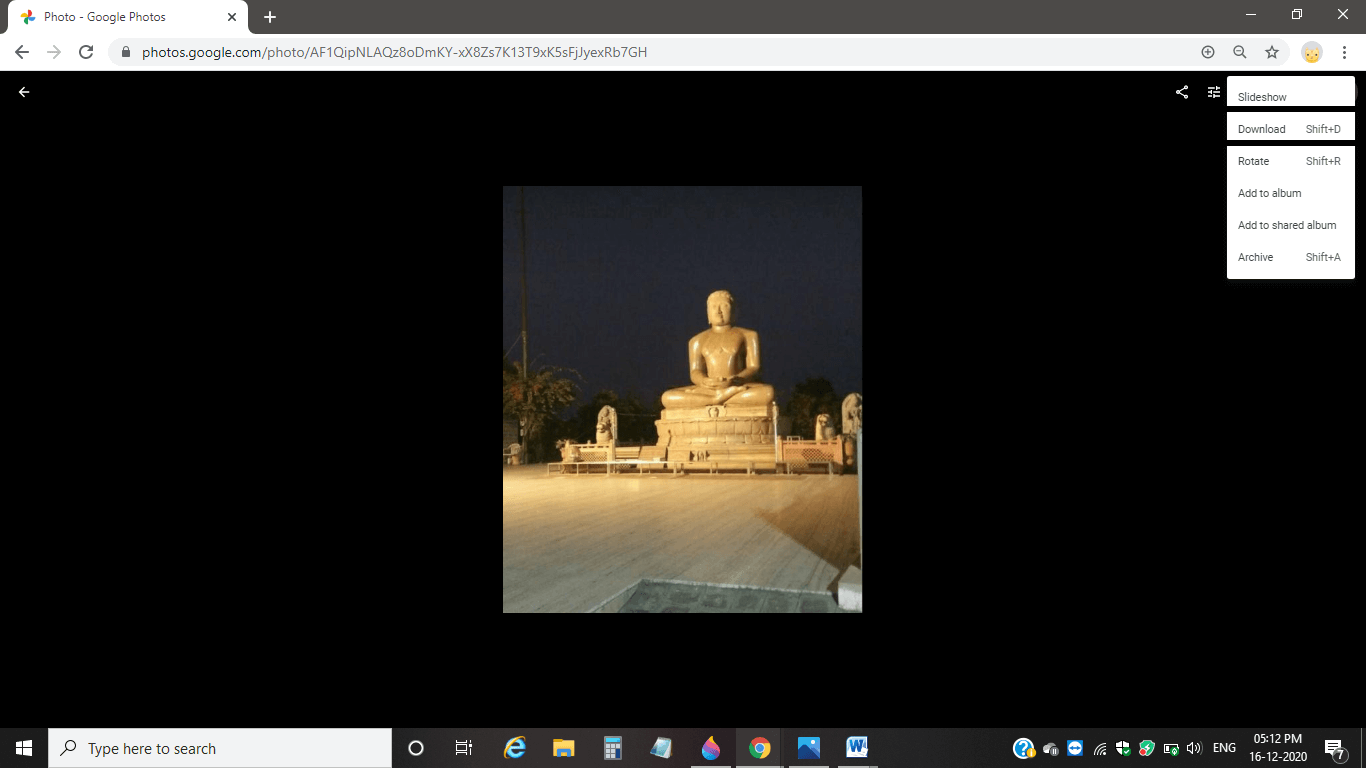 Photo - Google Photos
photos.google.com/photo/AF1QipNLAQz8oDmKY-xX8Zs7K13T9xK5sFjJyexRb7GH
Slideshow
Download Shift+D
Rotate Shift+R
Add to album
Add to shared album
Archive Shift+A
Type here to search
ENG
05:12 PM
16-12-2020
7